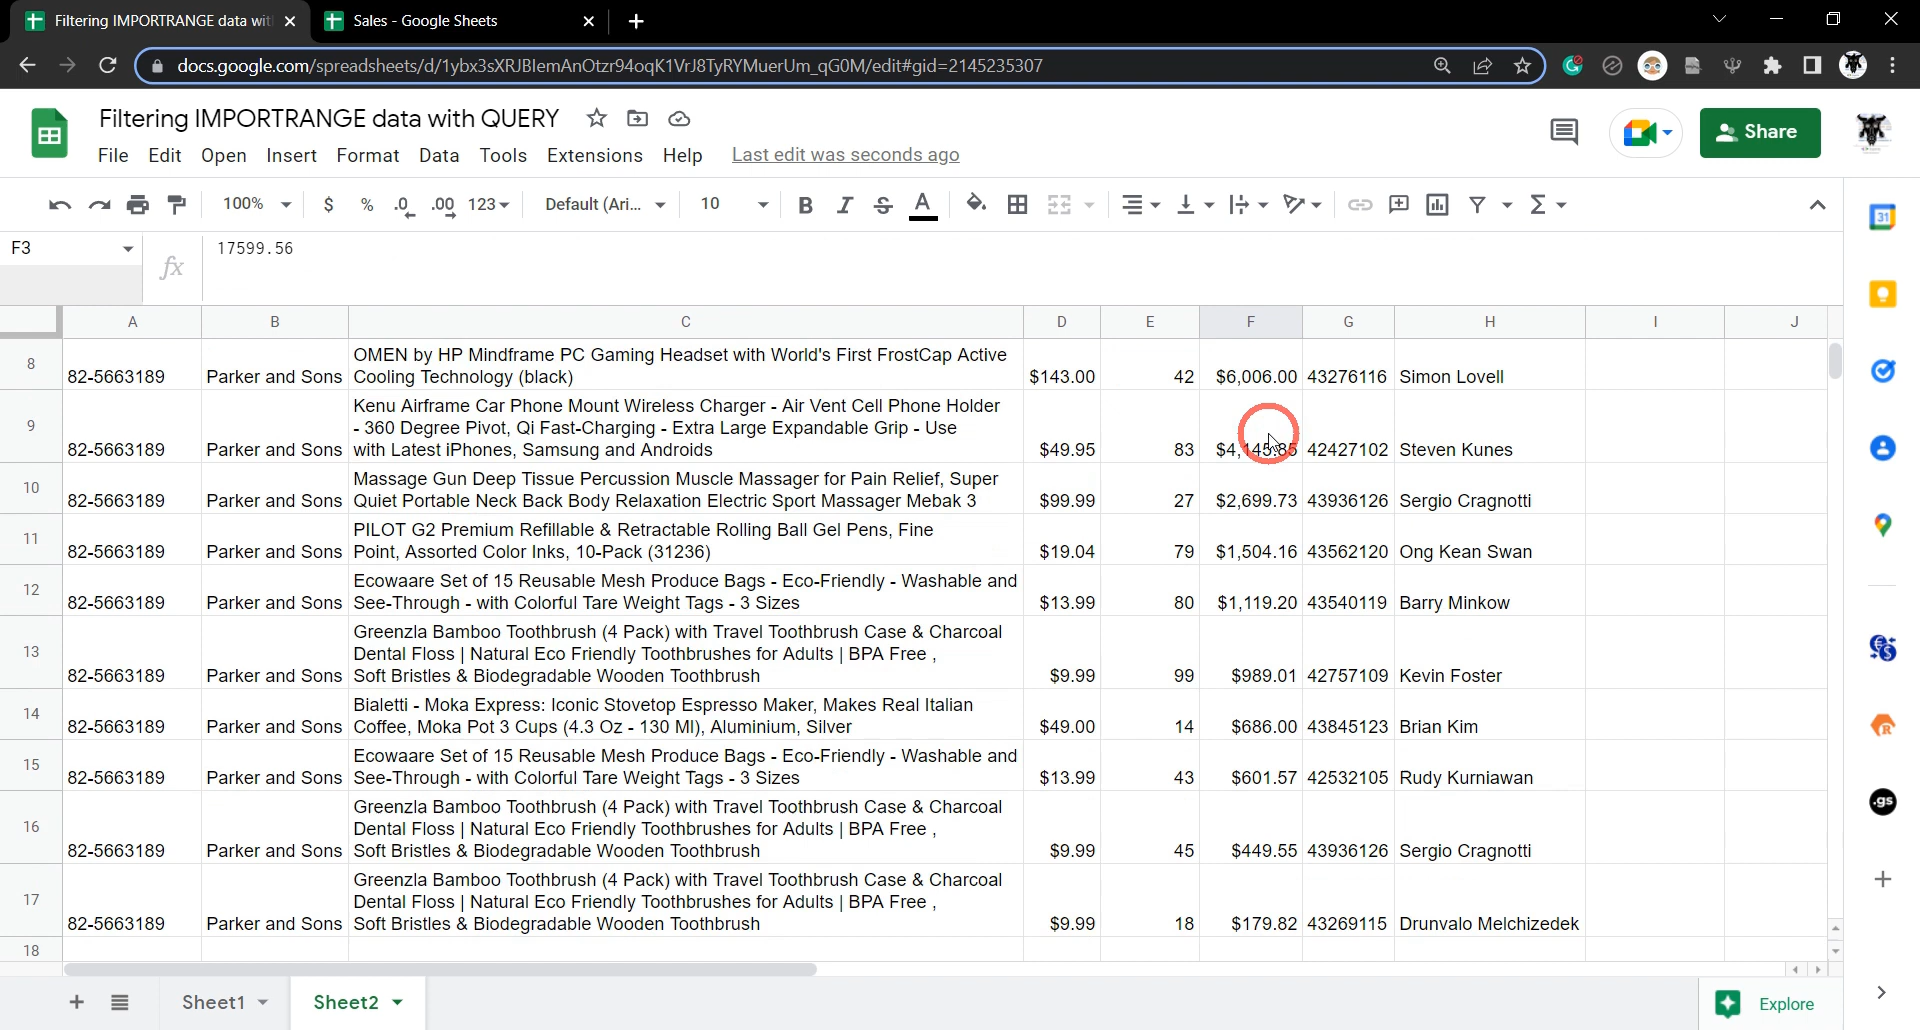 Filtering IMPORTRANGE data wit
Sales - Google Sheets
docs.google.com/spreadsheets/d/1ybx3sXRJBIemAnOtzr94oqK1VrJ8TyRYMuerUm_qG0M/edit#gid=2145235307
Filtering IMPORTRANGE data with QUERY
Share
File Edit Open Insert Format Data Tools Extensions Help Last edit was seconds ago
100% $ % .0 .00 123 Default (Ari... 10 B I S A
31
F3 fx 17599.56
A B C D E F G H I J
8 82-5663189 Parker and Sons OMEN by HP Mindframe PC Gaming Headset with World's First FrostCap Active
Cooling Technology (black) $143.00 42 $6,006.00 43276116 Simon Lovell
9 82-5663189 Parker and Sons Kenu Airframe Car Phone Mount Wireless Charger - Air Vent Cell Phone Holder
- 360 Degree Pivot, Qi Fast-Charging - Extra Large Expandable Grip - Use
with Latest iPhones, Samsung and Androids $49.95 83 $4,145.85 42427102 Steven Kunes
10 82-5663189 Parker and Sons Massage Gun Deep Tissue Percussion Muscle Massager for Pain Relief, Super
Quiet Portable Neck Back Body Relaxation Electric Sport Massager Mebak 3 $99.99 27 $2,699.73 43936126 Sergio Cragnotti
11 82-5663189 Parker and Sons PILOT G2 Premium Refillable & Retractable Rolling Ball Gel Pens, Fine
Point, Assorted Color Inks, 10-Pack (31236) $19.04 79 $1,504.16 43562120 Ong Kean Swan
12 82-5663189 Parker and Sons Ecowaare Set of 15 Reusable Mesh Produce Bags - Eco-Friendly - Washable and
See-Through - with Colorful Tare Weight Tags - 3 Sizes $13.99 80 $1,119.20 43540119 Barry Minkow
13 82-5663189 Parker and Sons Greenzla Bamboo Toothbrush (4 Pack) with Travel Toothbrush Case & Charcoal
Dental Floss | Natural Eco Friendly Toothbrushes for Adults | BPA Free ,
Soft Bristles & Biodegradable Wooden Toothbrush $9.99 99 $989.01 42757109 Kevin Foster
14 82-5663189 Parker and Sons Bialetti - Moka Express: Iconic Stovetop Espresso Maker, Makes Real Italian
Coffee, Moka Pot 3 Cups (4.3 Oz - 130 Ml), Aluminium, Silver $49.00 14 $686.00 43845123 Brian Kim
15 82-5663189 Parker and Sons Ecowaare Set of 15 Reusable Mesh Produce Bags - Eco-Friendly - Washable and
See-Through - with Colorful Tare Weight Tags - 3 Sizes $13.99 43 $601.57 42532105 Rudy Kurniawan
16 82-5663189 Parker and Sons Greenzla Bamboo Toothbrush (4 Pack) with Travel Toothbrush Case & Charcoal
Dental Floss | Natural Eco Friendly Toothbrushes for Adults | BPA Free ,
Soft Bristles & Biodegradable Wooden Toothbrush $9.99 45 $449.55 43936126 Sergio Cragnotti
17 82-5663189 Parker and Sons Greenzla Bamboo Toothbrush (4 Pack) with Travel Toothbrush Case & Charcoal
Dental Floss | Natural Eco Friendly Toothbrushes for Adults | BPA Free ,
Soft Bristles & Biodegradable Wooden Toothbrush $9.99 18 $179.82 43269115 Drunvalo Melchizedek
18
.gs
Sheet1 Sheet2 Explore